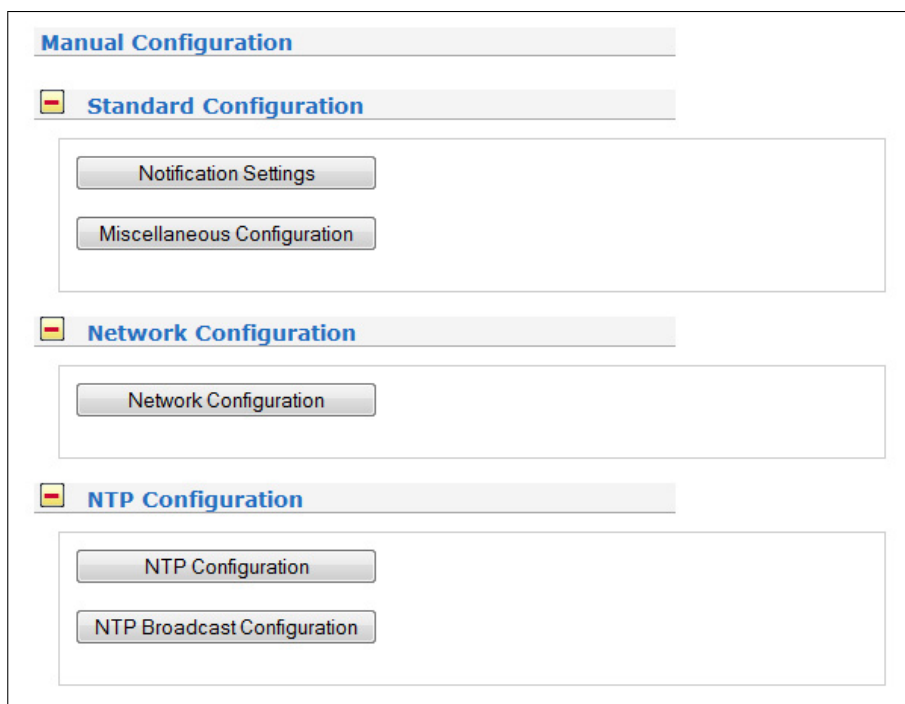 Manual Configuration
Standard Configuration
Notification Settings
Miscellaneous Configuration
Network Configuration
Network Configuration
NTP Configuration
NTP Configuration
NTP Broadcast Configuration